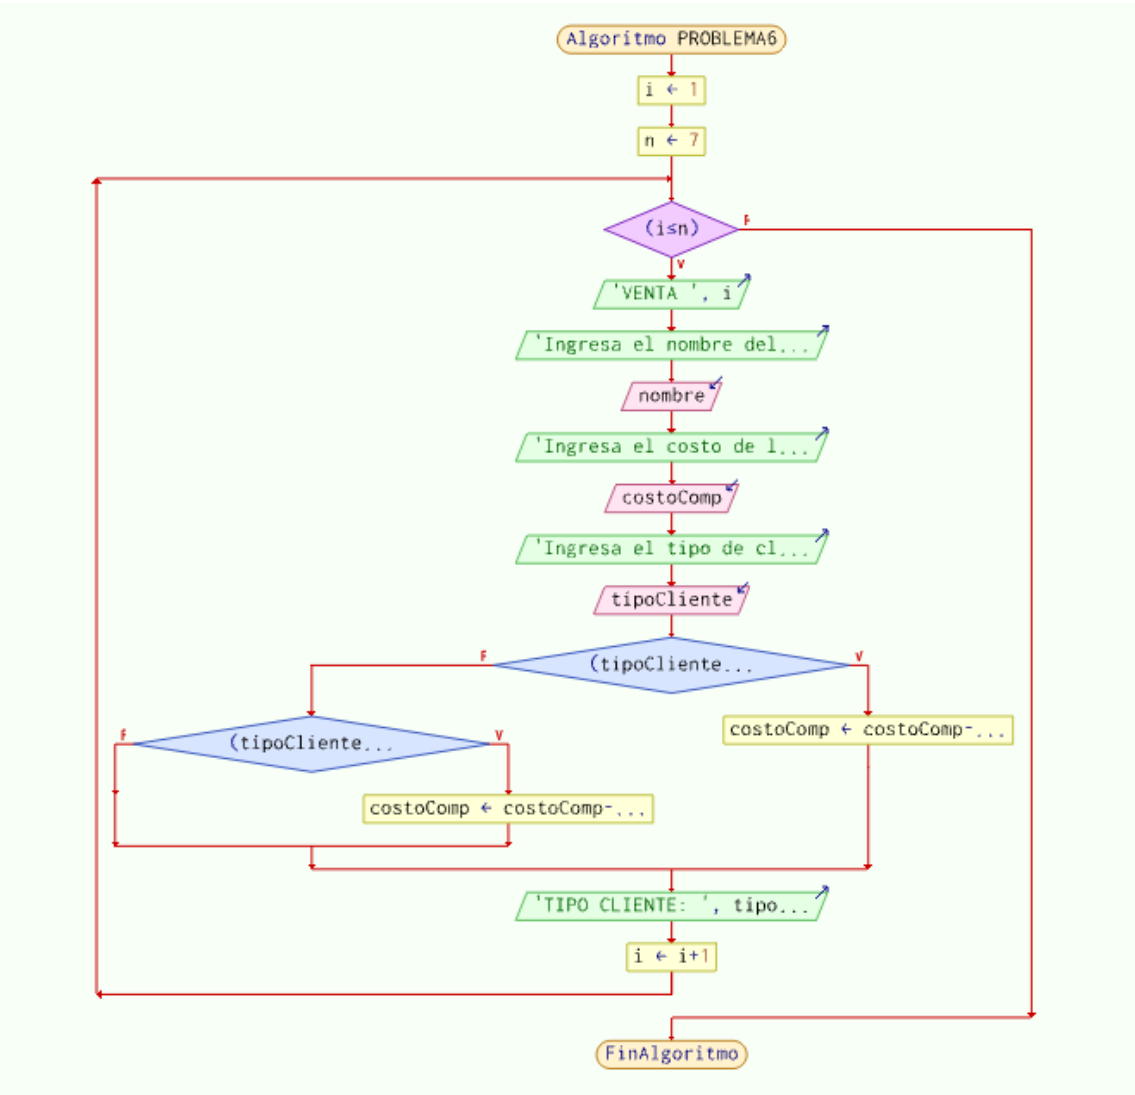 Algoritmo PROBLEMA6
i ← 1
n ← 7
(i≤n)
F
V
'VENTA ', i
'Ingresa el nombre del...
nombre
'Ingresa el costo de l...
costoComp
'Ingresa el tipo de cl...
tipoCliente
F
(tipoCliente...
V
costoComp ← costoComp-...
F
(tipoCliente...
V
costoComp ← costoComp-...
'TIPO CLIENTE: ', tipo...
i ← i+1
FinAlgoritmo